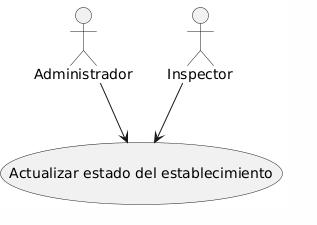 Administrador Inspector
Actualizar estado del establecimiento